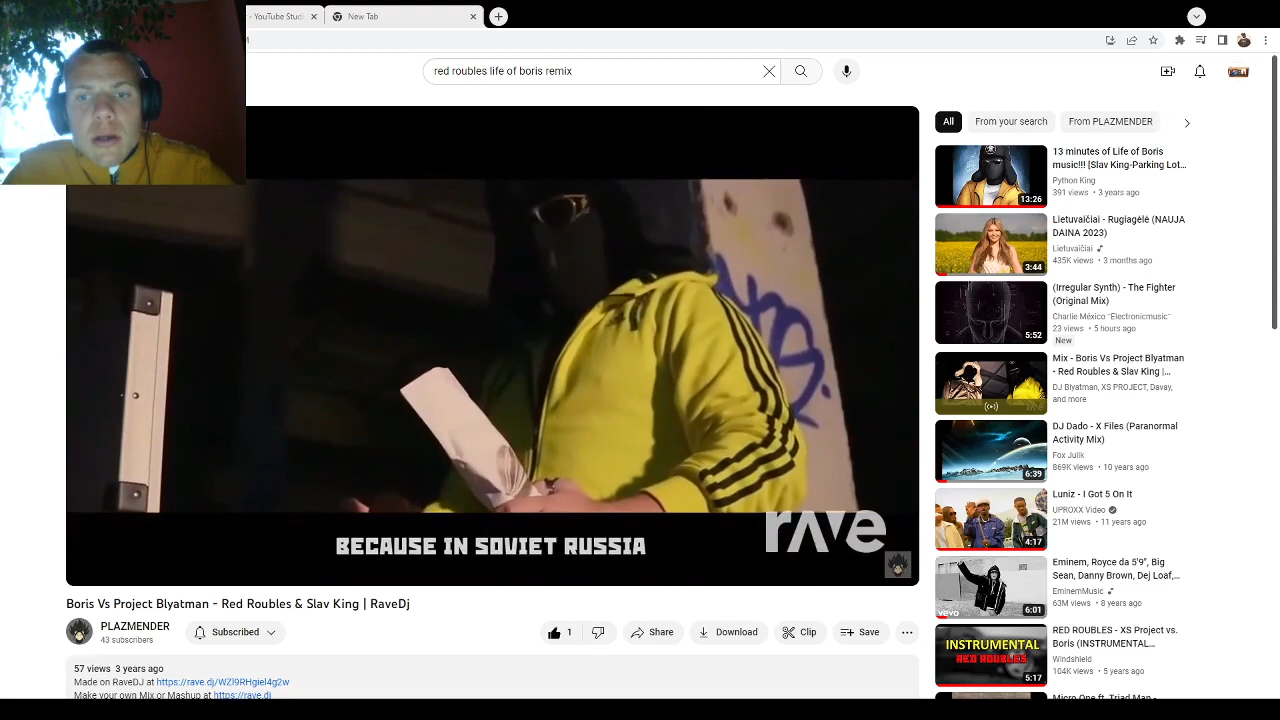 - YouTube Studi
New Tab
red roubles life of boris remix
BECAUSE IN SOVIET RUSSIA
rave
Boris Vs Project Blyatman - Red Roubles & Slav King | RaveDj
PLAZMENDER
43 subscribers
Subscribed
1
Share
Download
Clip
Save
57 views 3 years ago
Made on RaveDJ at https://rave.dj/WZl9RHgiel4g2w
Make your own Mix or Mashup at https://rave.dj
All
From your search
From PLAZMENDER
13 minutes of Life of Boris
music!!! |Slav King-Parking Lot...
Python King
391 views • 3 years ago
13:26
Lietuvaičiai - Rugiagėlė (NAUJA
DAINA 2023)
Lietuvaičiai
435K views • 3 months ago
3:44
(Irregular Synth) - The Fighter
(Original Mix)
Charlie México "Electronicmusic"
23 views • 5 hours ago
New
5:52
Mix - Boris Vs Project Blyatman
- Red Roubles & Slav King |...
DJ Blyatman, XS PROJECT, Davay,
and more
DJ Dado - X Files (Paranormal
Activity Mix)
Fox Julik
869K views • 10 years ago
6:39
Luniz - I Got 5 On It
UPROXX Video
21M views • 11 years ago
4:17
Eminem, Royce da 5'9", Big
Sean, Danny Brown, Dej Loaf,...
EminemMusic
63M views • 8 years ago
vevo
6:01
RED ROUBLES - XS Project vs.
Boris (INSTRUMENTAL...
Windshield
104K views • 5 years ago
INSTRUMENTAL
RED ROUBLES
5:17